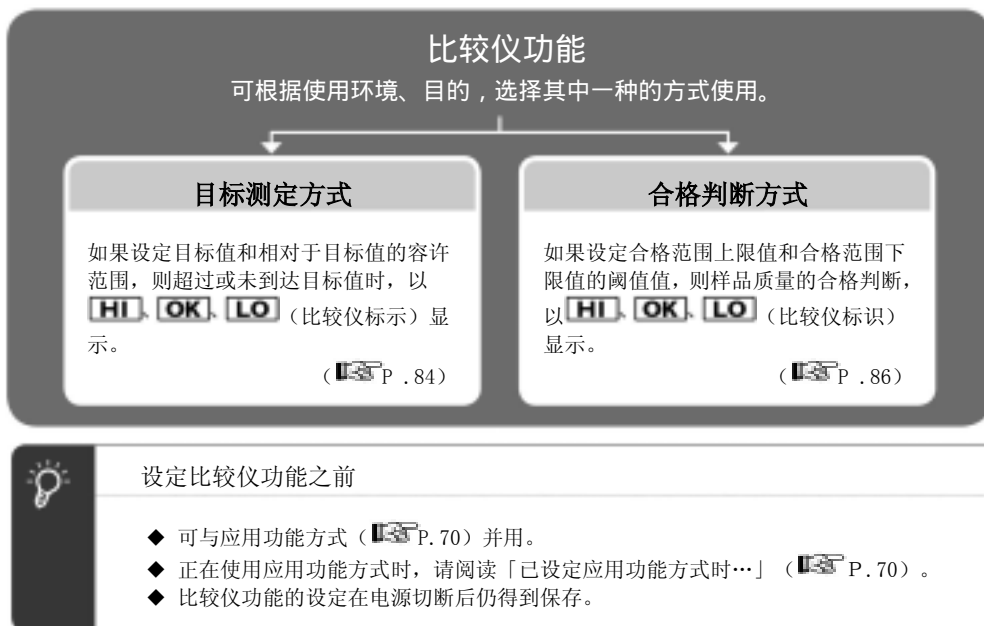 比较仪功能
可根据使用环境、目的，选择其中一种的方式使用。
目标测定方式
如果设定目标值和相对于目标值的容许
范围，则超过或未到达目标值时，以
HI、OK、LO（比较仪标示）显
示。
（P .84）
合格判断方式
如果设定合格范围上限值和合格范围下
限值的阈值值，则样品质量的合格判断，
以HI、OK、LO（比较仪标识）
显示。
（P .86）
设定比较仪功能之前
◆ 可与应用功能方式（P.70）并用。
◆ 正在使用应用功能方式时，请阅读「已设定应用功能方式时…」（P.70）。
◆ 比较仪功能的设定在电源切断后仍得到保存。